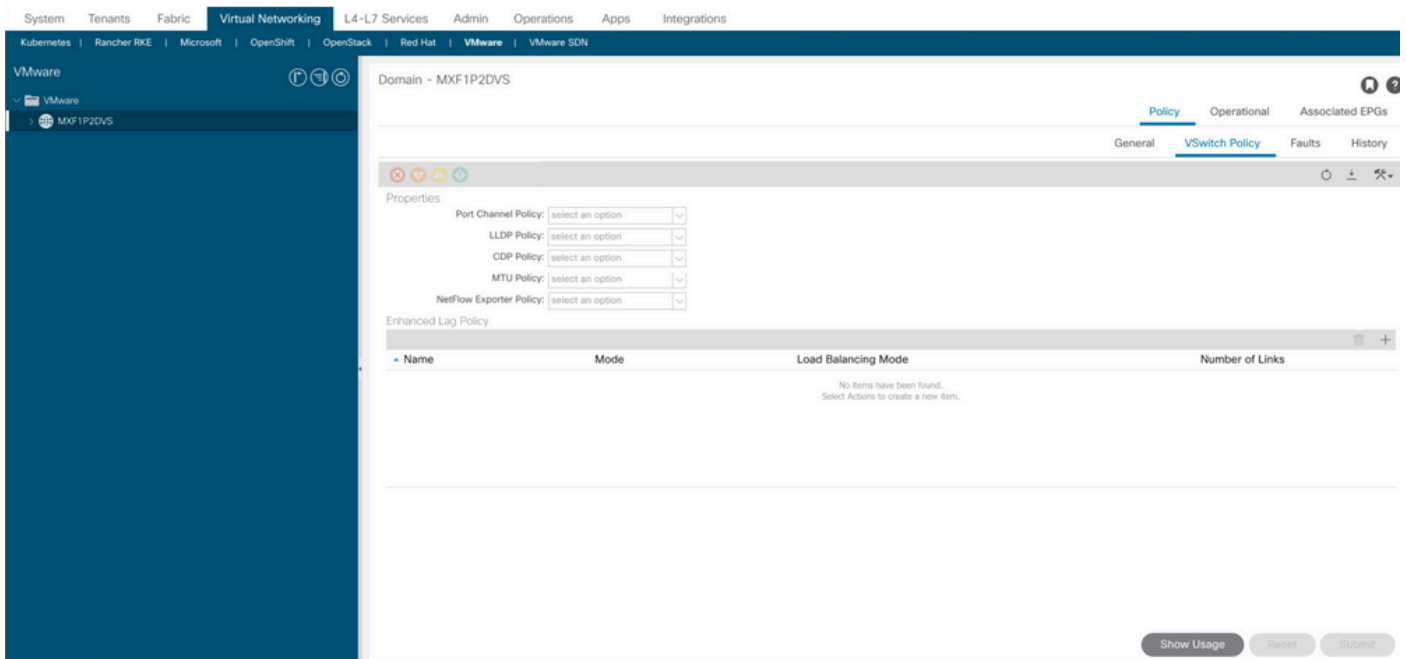 System Tenants Fabric Virtual Networking L4-L7 Services Admin Operations Apps Integrations
Kubernetes | Rancher RKE | Microsoft | OpenShift | OpenStack | Red Hat | VMware | VMware SDN
VMware
VMware
MXF1P2DVS
Domain - MXF1P2DVS
Policy Operational Associated EPGs
General VSwitch Policy Faults History
Properties
Port Channel Policy: select an option
LLDP Policy: select an option
CDP Policy: select an option
MTU Policy: select an option
NetFlow Exporter Policy: select an option
Enhanced Lag Policy
Name Mode Load Balancing Mode Number of Links
No items have been found.
Select Actions to create a new item.
Show Usage Reset Submit